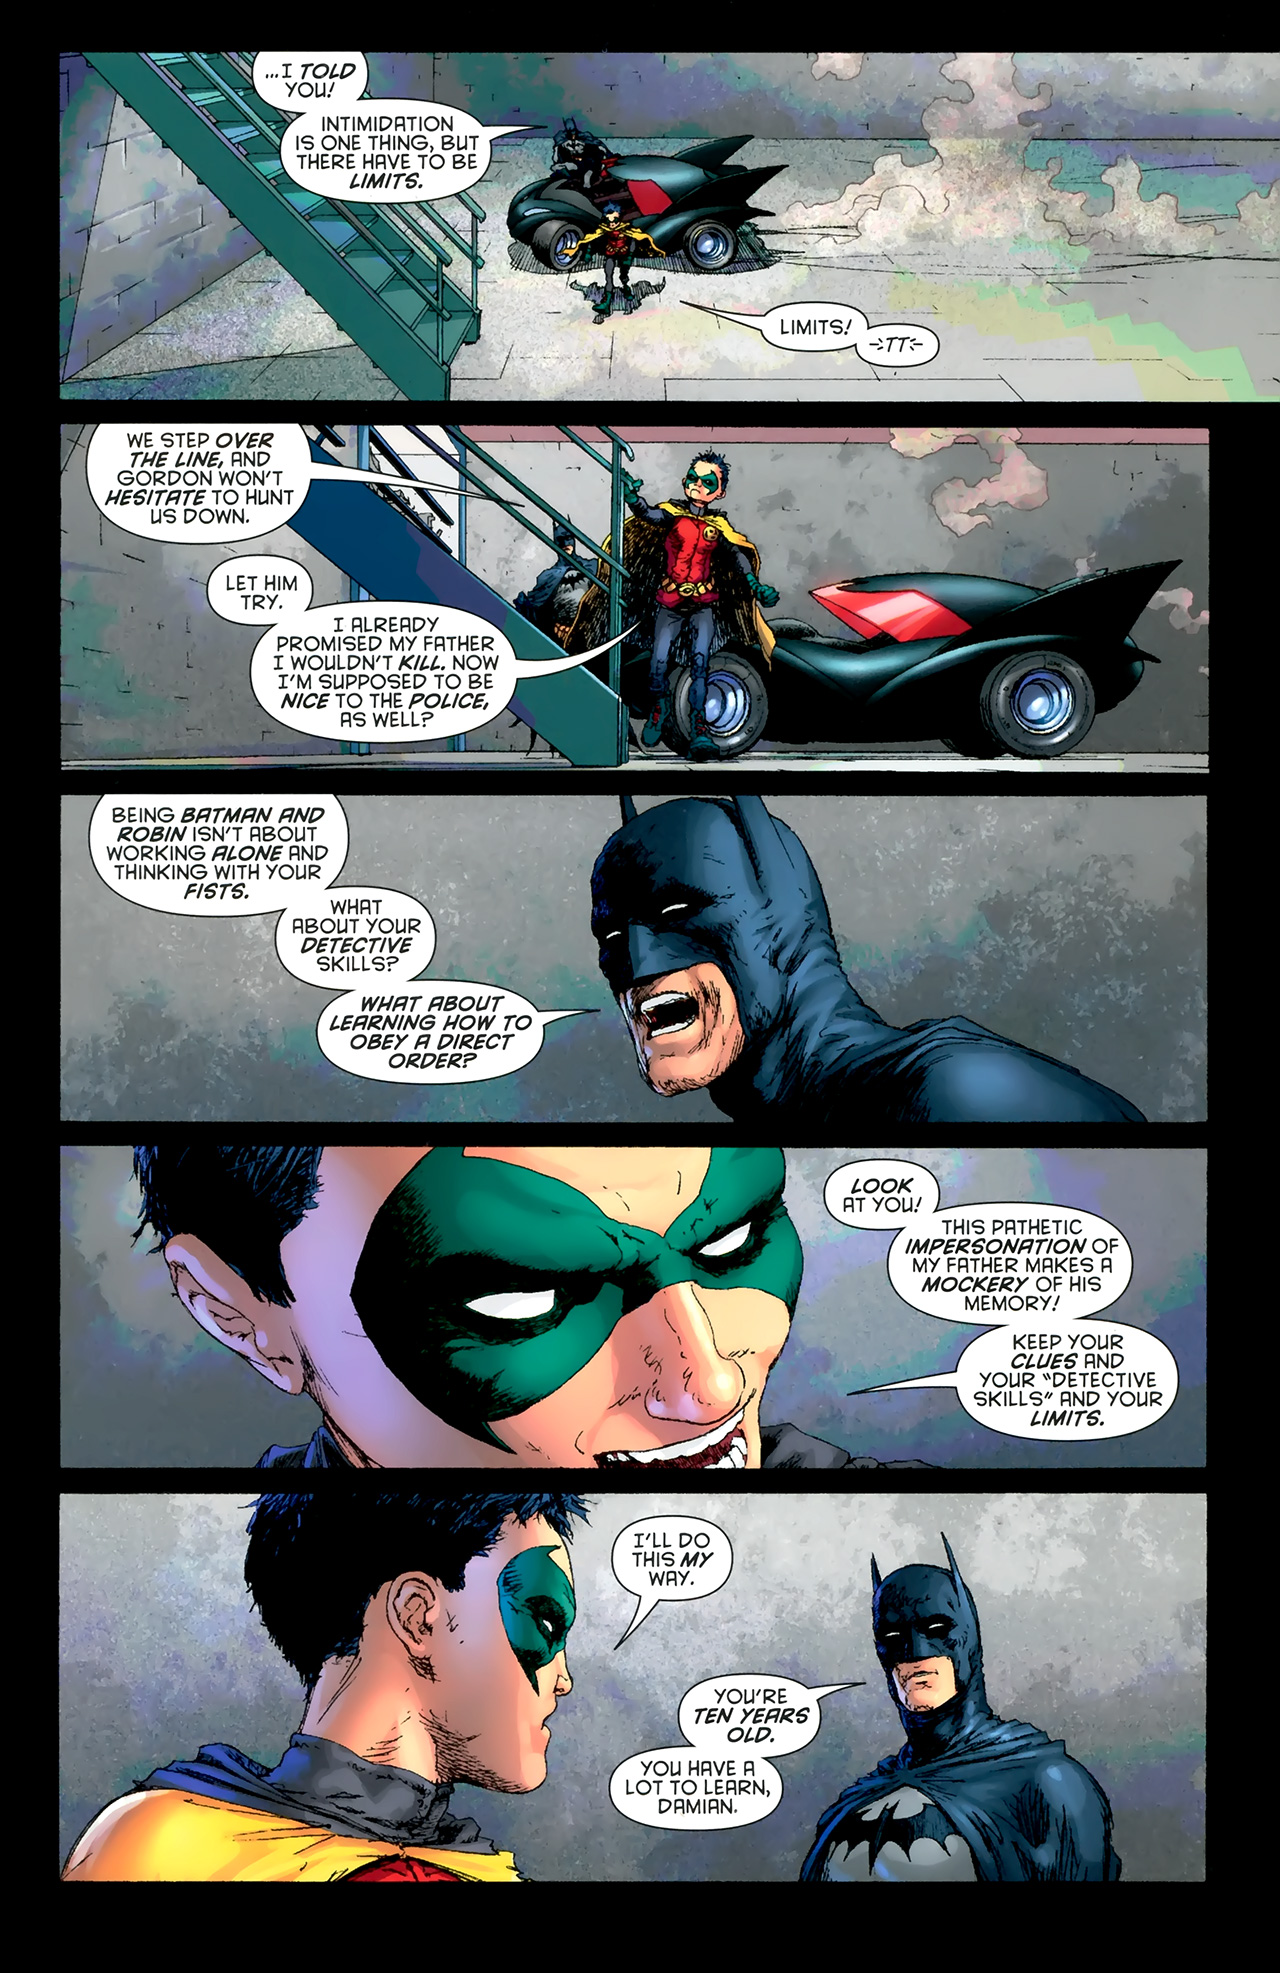 ...I TOLD
YOU!
INTIMIDATION
IS ONE THING, BUT
THERE HAVE TO BE
LIMITS.
LIMITS!
TT
WE STEP OVER
THE LINE, AND
GORDON WON'T
HESITATE TO HUNT
US DOWN.
LET HIM
TRY.
I ALREADY
PROMISED MY FATHER
I WOULDN'T KILL. NOW
I'M SUPPOSED TO BE
NICE TO THE POLICE,
AS WELL?
BEING BATMAN AND
ROBIN ISN'T ABOUT
WORKING ALONE AND
THINKING WITH YOUR
FISTS.
WHAT
ABOUT YOUR
DETECTIVE
SKILLS?
WHAT ABOUT
LEARNING HOW TO
OBEY A DIRECT
ORDER?
LOOK
AT YOU!
THIS PATHETIC
IMPERSONATION OF
MY FATHER MAKES A
MOCKERY OF HIS
MEMORY!
KEEP YOUR
CLUES AND
YOUR "DETECTIVE
SKILLS" AND YOUR
LIMITS.
I'LL DO
THIS MY
WAY.
YOU'RE
TEN YEARS
OLD.
YOU HAVE A
LOT TO LEARN,
DAMIAN.